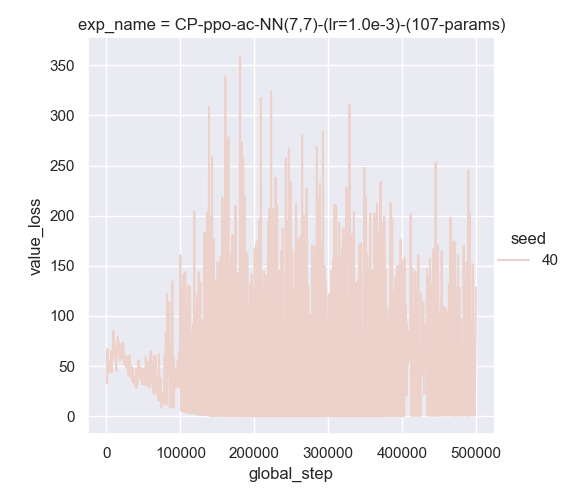 exp_name = CP-ppo-ac-NN(7,7)-(lr=1.0e-3)-(107-params)
350
300
250
200
150
100
50
0
value_loss
0 100000 200000 300000 400000 500000
global_step
seed
40